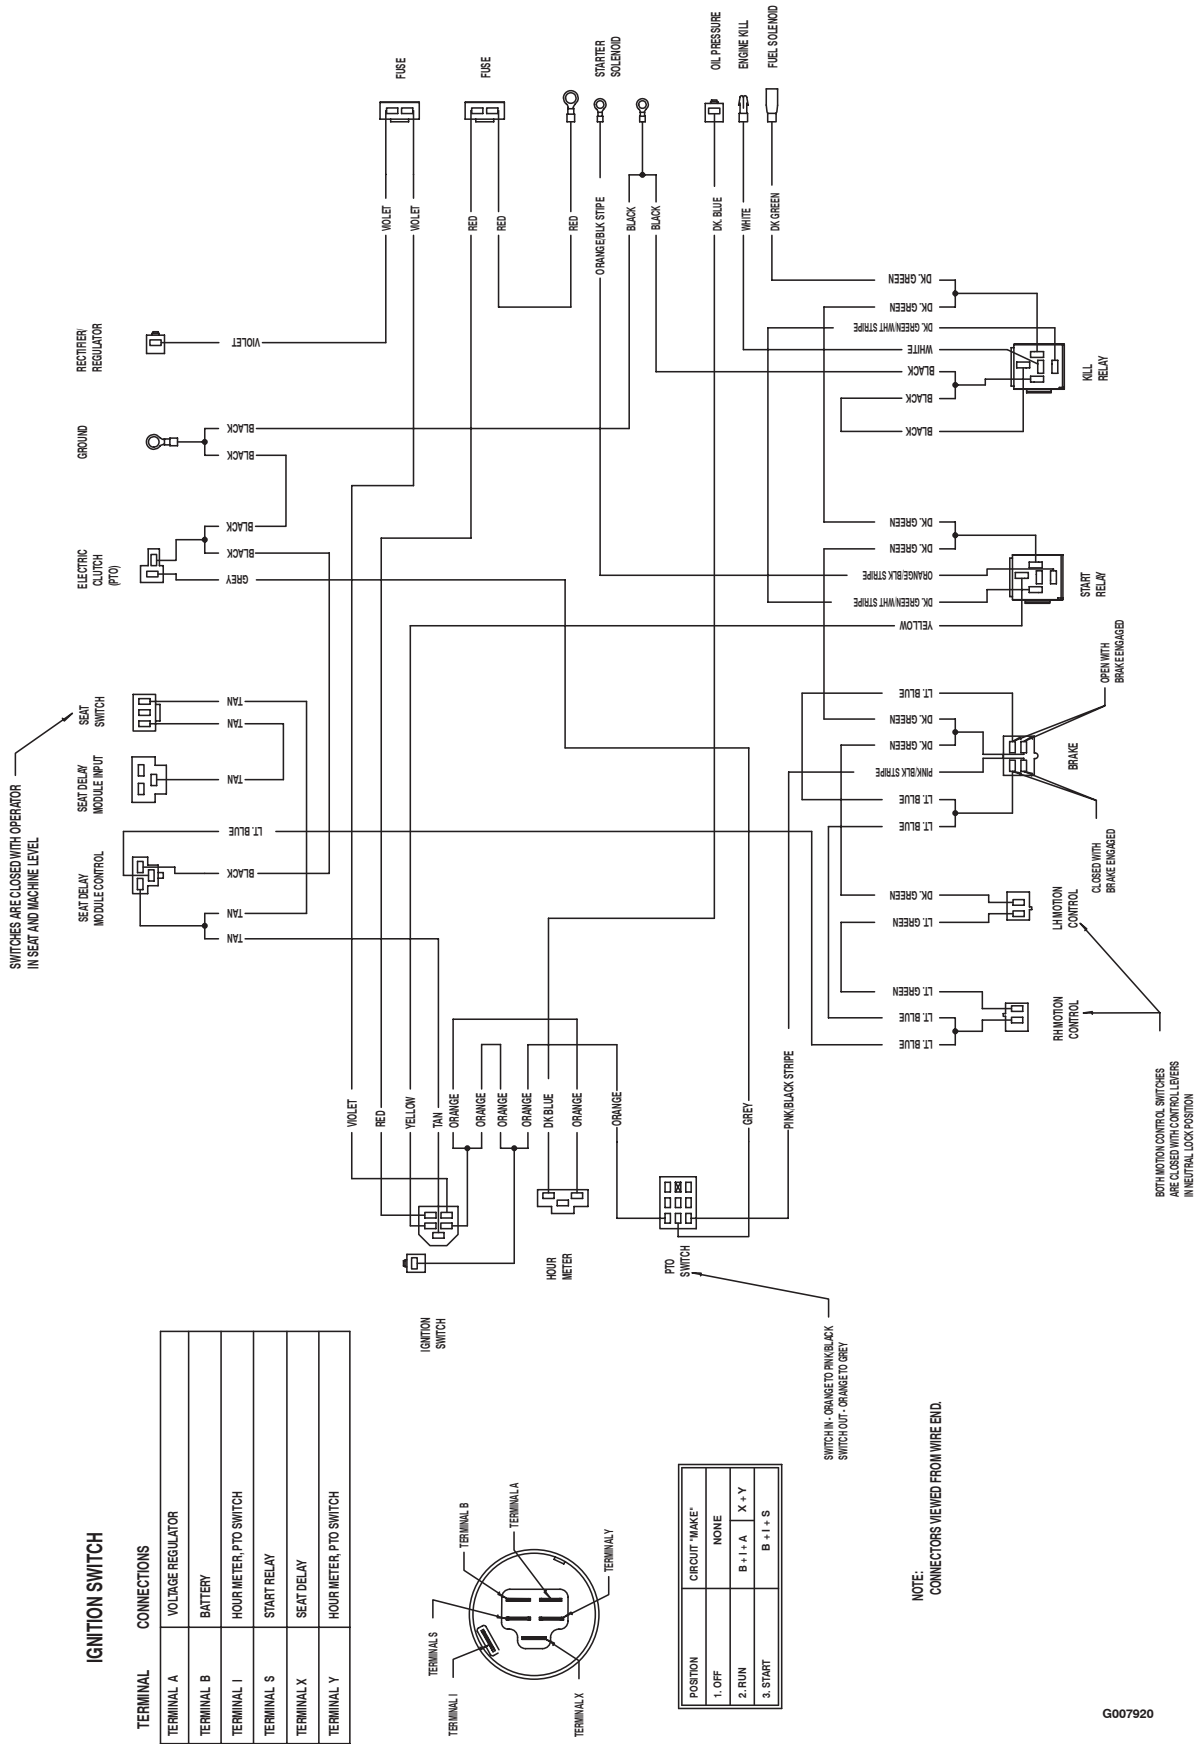 FUSE
FUSE
STARTER
SOLENOID
OIL PRESSURE
ENGINE KILL
FUEL SOLENOID
VIOLET
VIOLET
RED
RED
RED
ORANGE/BLK STIPE
BLACK
BLACK
DK. BLUE
WHITE
DK GREEN
RECTIFIER/
REGULATOR
VIOLET
GROUND
BLACK
BLACK
ELECTRIC
CLUTCH
(PTO)
BLACK
BLACK
GREY
SEAT
SWITCH
TAN
TAN
SEAT DELAY
MODULE INPUT
TAN
LT. BLUE
SEAT DELAY
MODULE CONTROL
BLACK
TAN
TAN
SWITCHES ARE CLOSED WITH OPERATOR
IN SEAT AND MACHINE LEVEL
DK. GREEN
DK. GREEN
DK. GREEN/WHT STRIPE
WHITE
BLACK
BLACK
BLACK
KILL
RELAY
DK. GREEN
DK. GREEN
ORANGE/BLK STRIPE
DK. GREEN/WHT STRIPE
YELLOW
START
RELAY
OPEN WITH
BRAKE ENGAGED
LT. BLUE
DK. GREEN
DK. GREEN
PINK/BLK STRIPE
LT. BLUE
LT. BLUE
BRAKE
CLOSED WITH
BRAKE ENGAGED
DK. GREEN
LT. GREEN
LH MOTION
CONTROL
LT. GREEN
LT. BLUE
LT. BLUE
RH MOTION
CONTROL
BOTH MOTION CONTROL SWITCHES
ARE CLOSED WITH CONTROL LEVERS
IN NEUTRAL LOCK POSITION
VIOLET
RED
YELLOW
TAN
ORANGE
ORANGE
ORANGE
ORANGE
DK BLUE
ORANGE
ORANGE
GREY
PINK/BLACK STRIPE
IGNITION
SWITCH
HOUR
METER
PTO
SWITCH
SWITCH IN - ORANGE TO PINK/BLACK
SWITCH OUT - ORANGE TO GREY
IGNITION SWITCH
TERMINAL CONNECTIONS
TERMINAL A VOLTAGE REGULATOR
TERMINAL B BATTERY
TERMINAL I HOUR METER, PTO SWITCH
TERMINAL S START RELAY
TERMINAL X SEAT DELAY
TERMINAL Y HOUR METER, PTO SWITCH
TERMINAL B
TERMINAL A
TERMINAL S
TERMINAL Y
TERMINAL I
TERMINAL X
POSITION CIRCUIT "MAKE"
1. OFF NONE
2. RUN B + I + A X + Y
3. START B + I + S
NOTE:
CONNECTORS VIEWED FROM WIRE END.
G007920